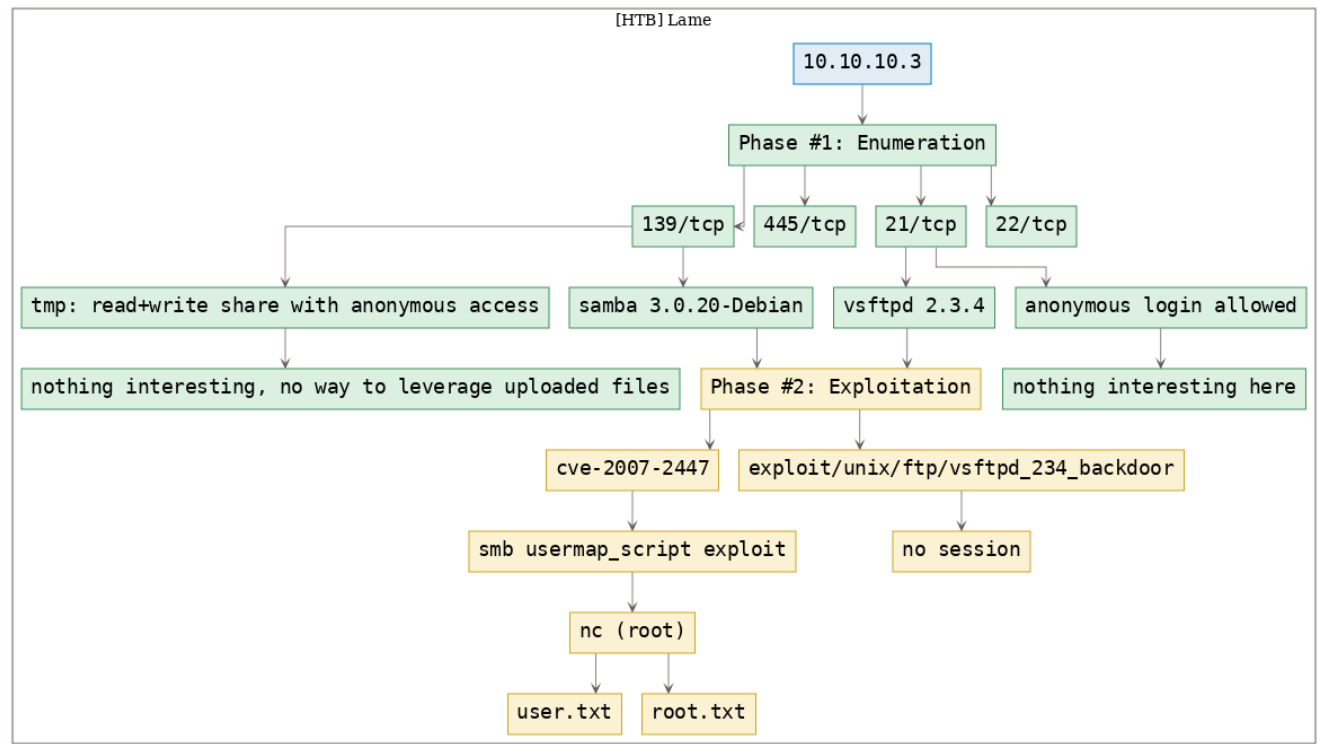 [HTB] Lame
10.10.10.3
Phase #1: Enumeration
139/tcp
445/tcp
21/tcp
22/tcp
tmp: read+write share with anonymous access
samba 3.0.20-Debian
vsftpd 2.3.4
anonymous login allowed
nothing interesting, no way to leverage uploaded files
Phase #2: Exploitation
nothing interesting here
cve-2007-2447
exploit/unix/ftp/vsftpd_234_backdoor
smb usermap_script exploit
no session
nc (root)
user.txt
root.txt